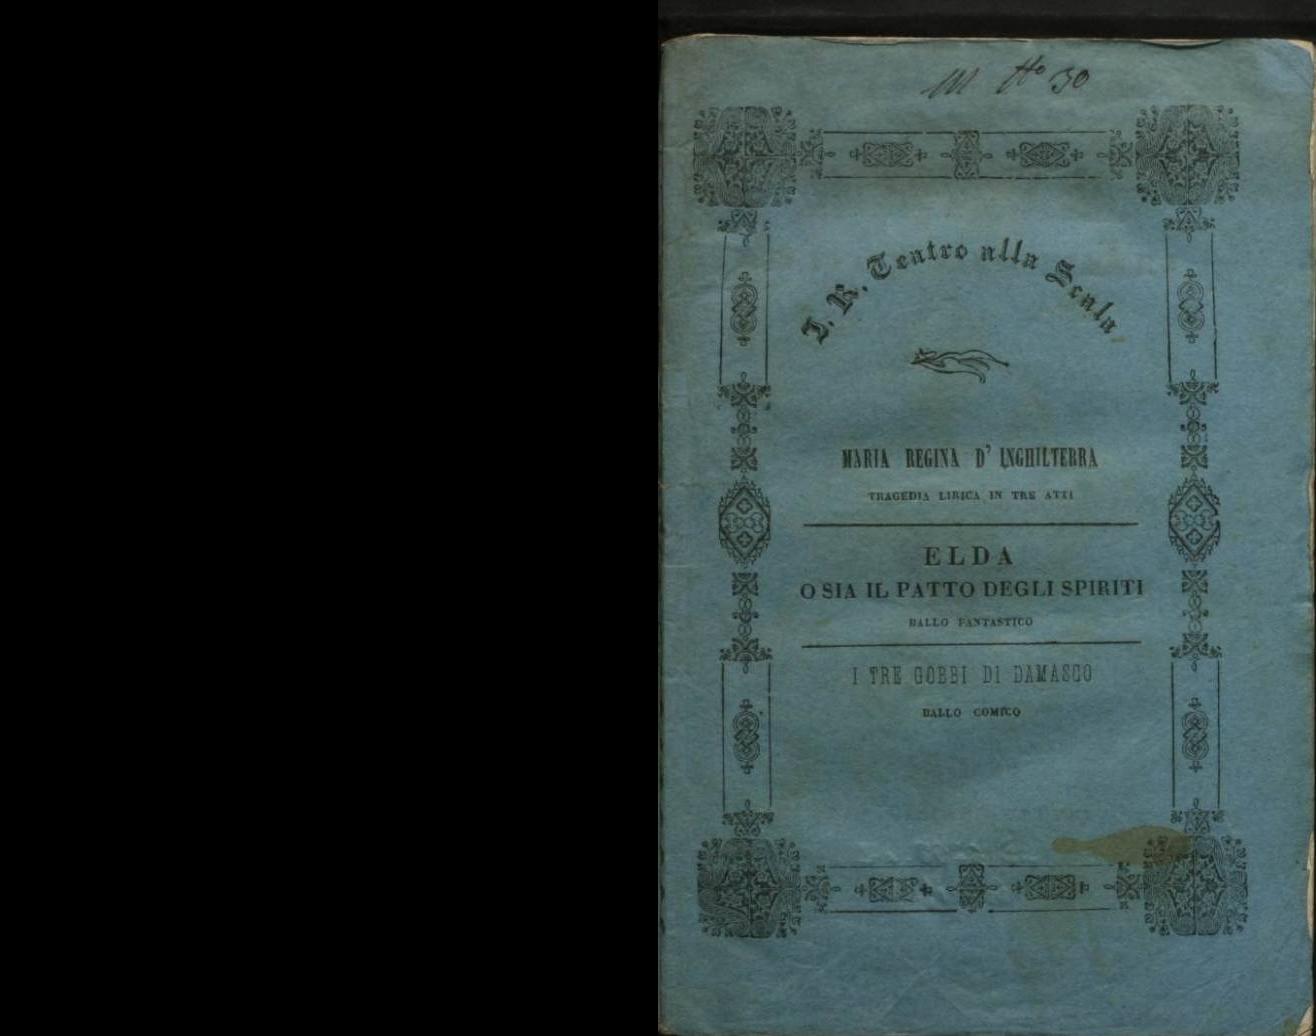 I. R. Teatro alla Scala
MARIA REGINA D' INGHILTERRA
TRAGEDIA LIRICA IN TRE ATTI
ELDA
O SIA IL PATTO DEGLI SPIRITI
BALLO FANTASTICO
I TRE GOBBI DI DAMASCO
BALLO COMICO